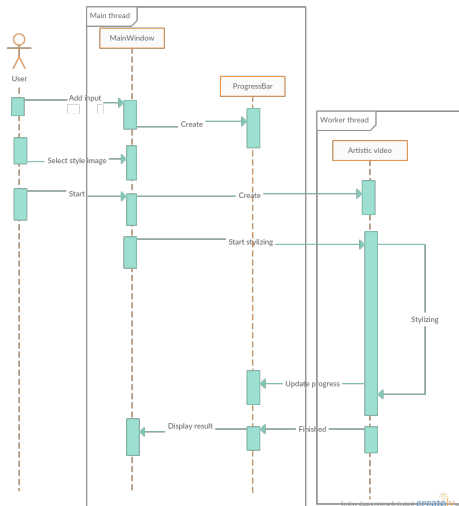 Main thread
MainWindow
User
ProgressBar
Add input
Create
Worker thread
Artistic video
Select style image
Start
Create
Start stylizing
Stylizing
Update progress
Display result
Finished